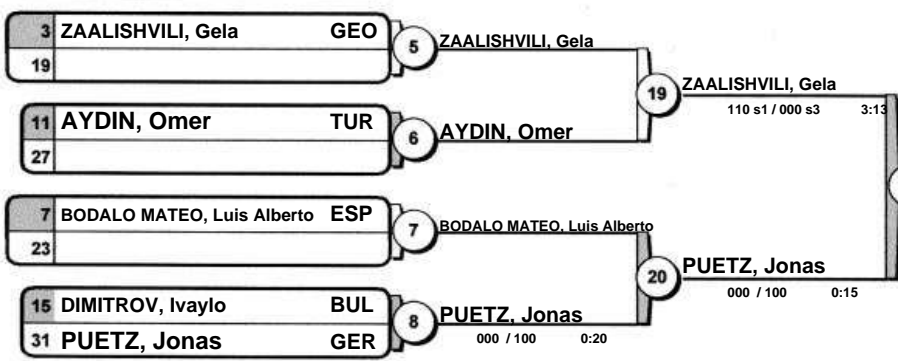 3 ZAALISHVILI, Gela GEO
19
5
ZAALISHVILI, Gela
11 AYDIN, Omer TUR
27
6
AYDIN, Omer
19
ZAALISHVILI, Gela
110 s1 / 000 s3 3:13
7 BODALO MATEO, Luis Alberto ESP
23
7
BODALO MATEO, Luis Alberto
15 DIMITROV, Ivaylo BUL
31 PUETZ, Jonas GER
8
PUETZ, Jonas
000 / 100 0:20
20
PUETZ, Jonas
000 / 100 0:15